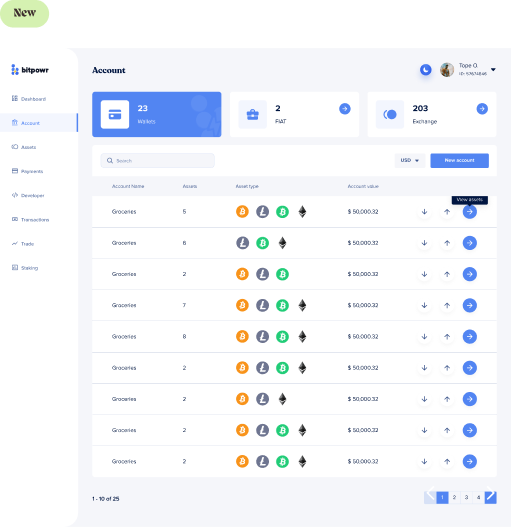 New
bitpowr
Account
Tope O.
ID: 57674646
Dashboard
Account
Assets
Payments
Developer
Transactions
Trade
Staking
23
Wallets
2
FIAT
203
Exchange
Search
USD
New account
Account Name Assets Asset type Account value
View assets
Groceries 5 $ 50,000.32
Groceries 6 $ 50,000.32
Groceries 2 $ 50,000.32
Groceries 7 $ 50,000.32
Groceries 8 $ 50,000.32
Groceries 2 $ 50,000.32
Groceries 2 $ 50,000.32
Groceries 2 $ 50,000.32
Groceries 2 $ 50,000.32
1 - 10 of 25
1 2 3 4